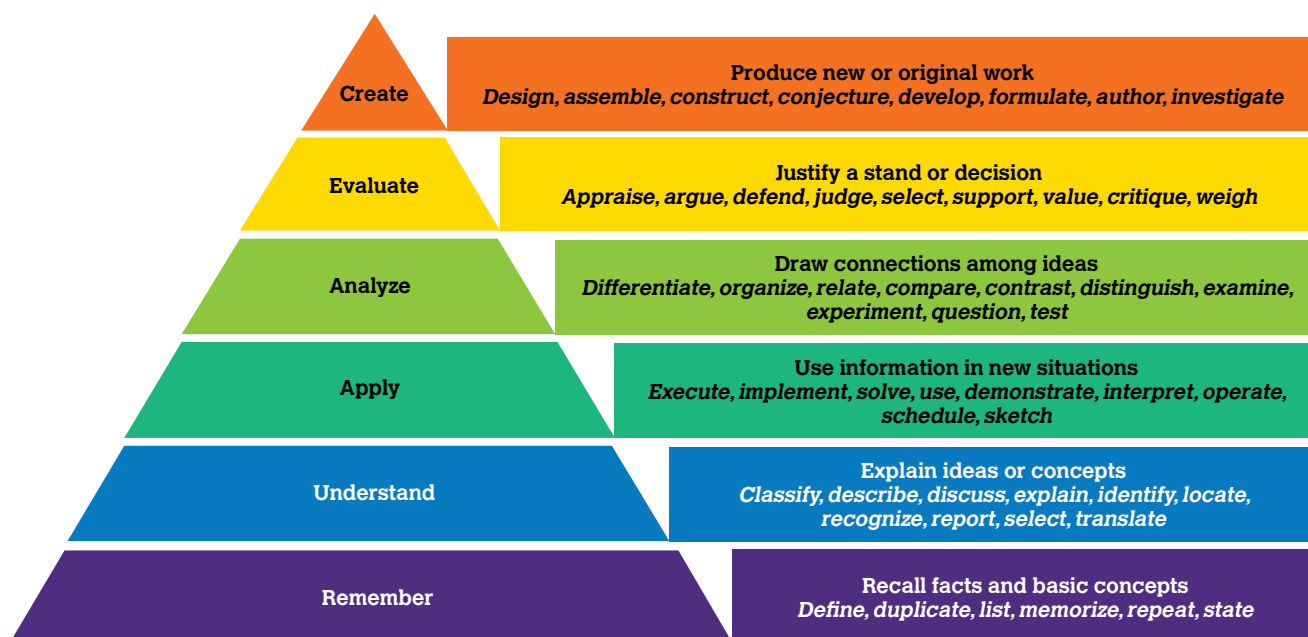 Create
Produce new or original work
Design, assemble, construct, conjecture, develop, formulate, author, investigate
Evaluate
Justify a stand or decision
Appraise, argue, defend, judge, select, support, value, critique, weigh
Analyze
Draw connections among ideas
Differentiate, organize, relate, compare, contrast, distinguish, examine,
experiment, question, test
Apply
Use information in new situations
Execute, implement, solve, use, demonstrate, interpret, operate,
schedule, sketch
Understand
Explain ideas or concepts
Classify, describe, discuss, explain, identify, locate,
recognize, report, select, translate
Remember
Recall facts and basic concepts
Define, duplicate, list, memorize, repeat, state